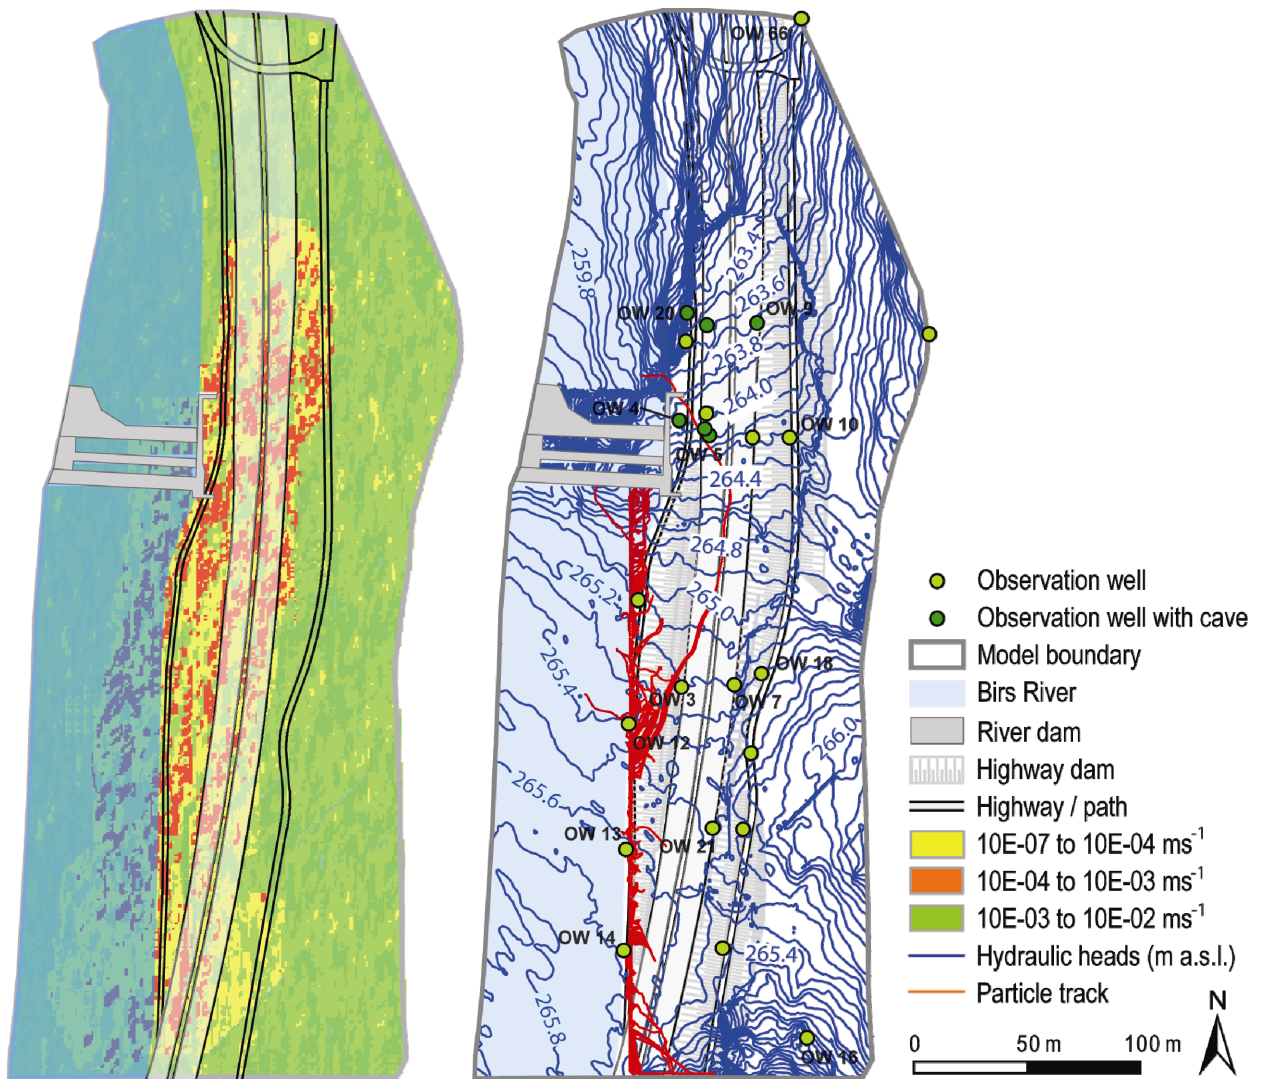 OW 66
259.8
263.4
263.6
OW 20
OW 9
263.8
264.0
OW 4
OW 10
OW 5
264.4
264.8
265.2
265.0
265.4
OW 18
OW 3
OW 7
OW 12
266.0
265.6
OW 13
OW 21
OW 14
265.4
265.8
OW 16
Observation well
Observation well with cave
Model boundary
Birs River
River dam
Highway dam
Highway / path
10E-07 to 10E-04 ms-1
10E-04 to 10E-03 ms-1
10E-03 to 10E-02 ms-1
Hydraulic heads (m a.s.l.)
Particle track
N
0 50 m 100 m